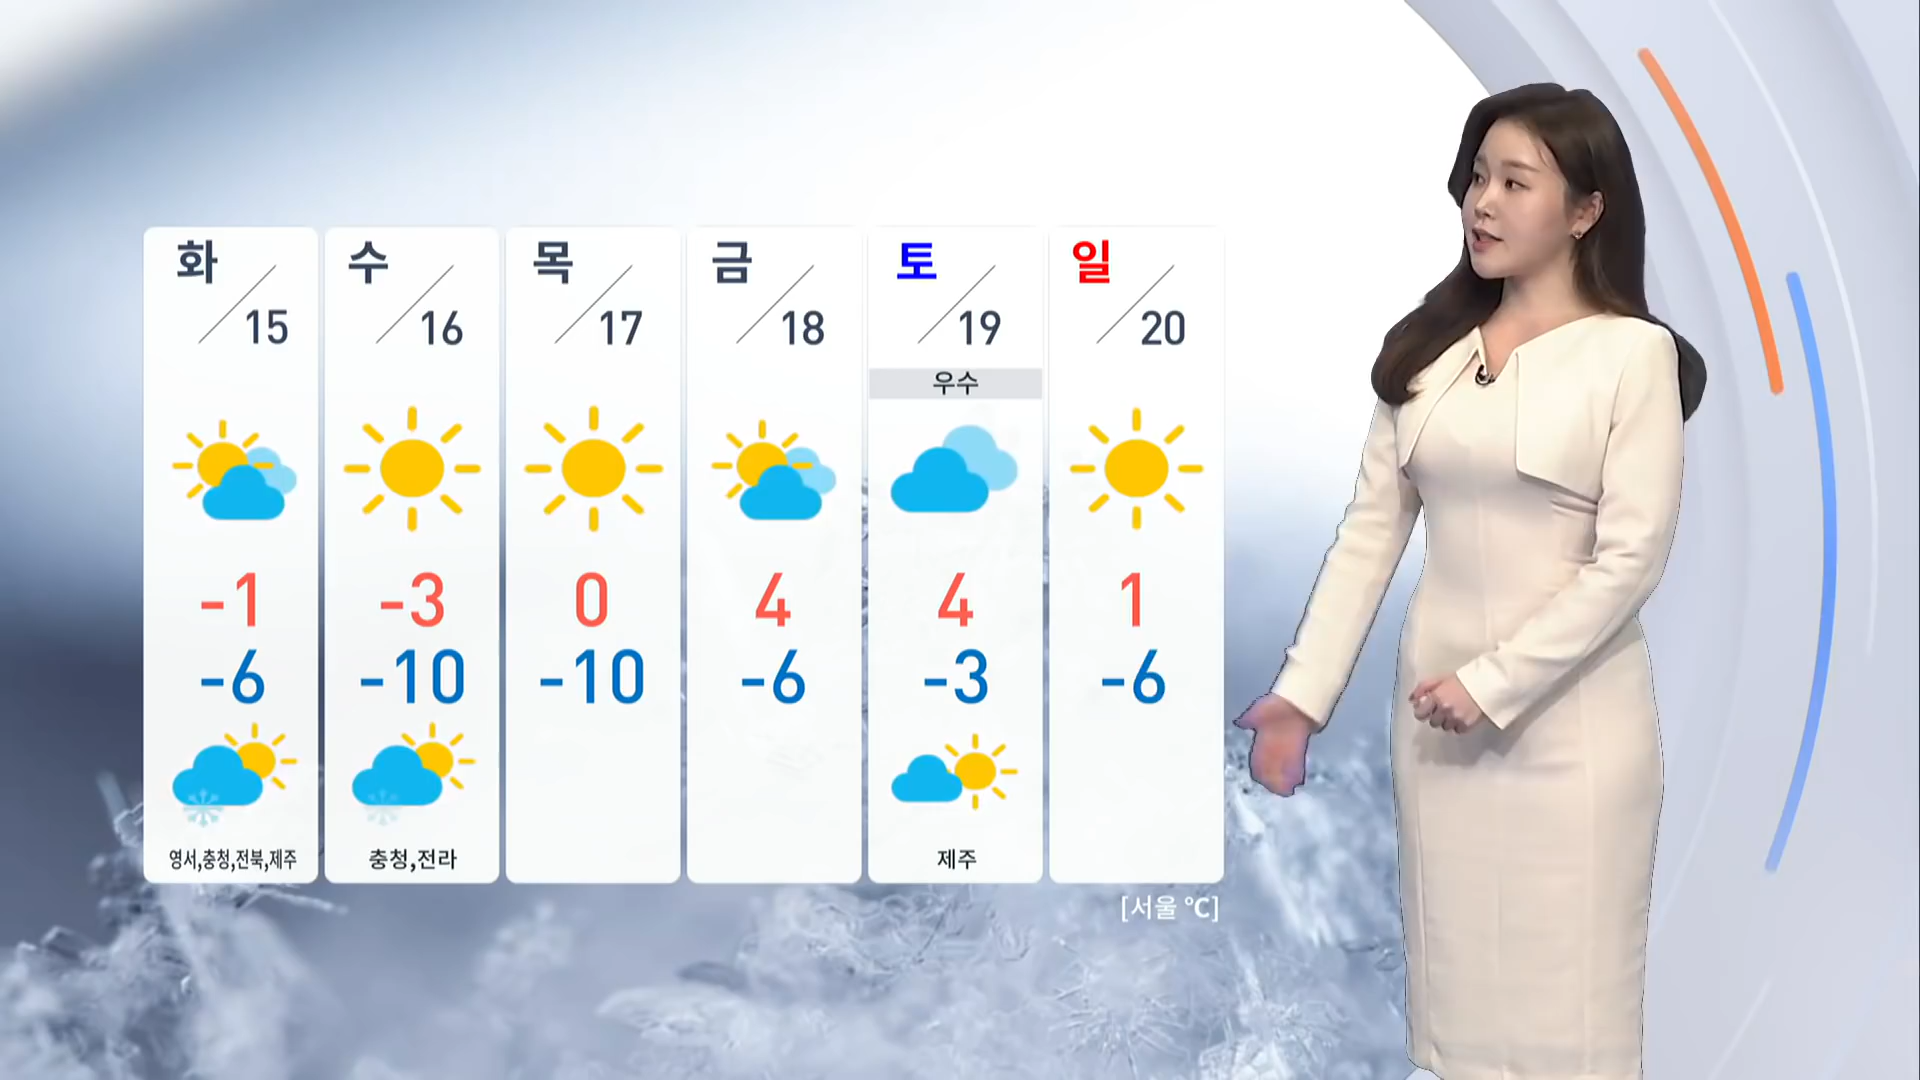 화 15
수 16
목 17
금 18
토 19
일 20
우수
-1 -3 0 4 4 1
-6 -10 -10 -6 -3 -6
영서,충청,전북,제주
충청,전라
제주
[서울 ℃]